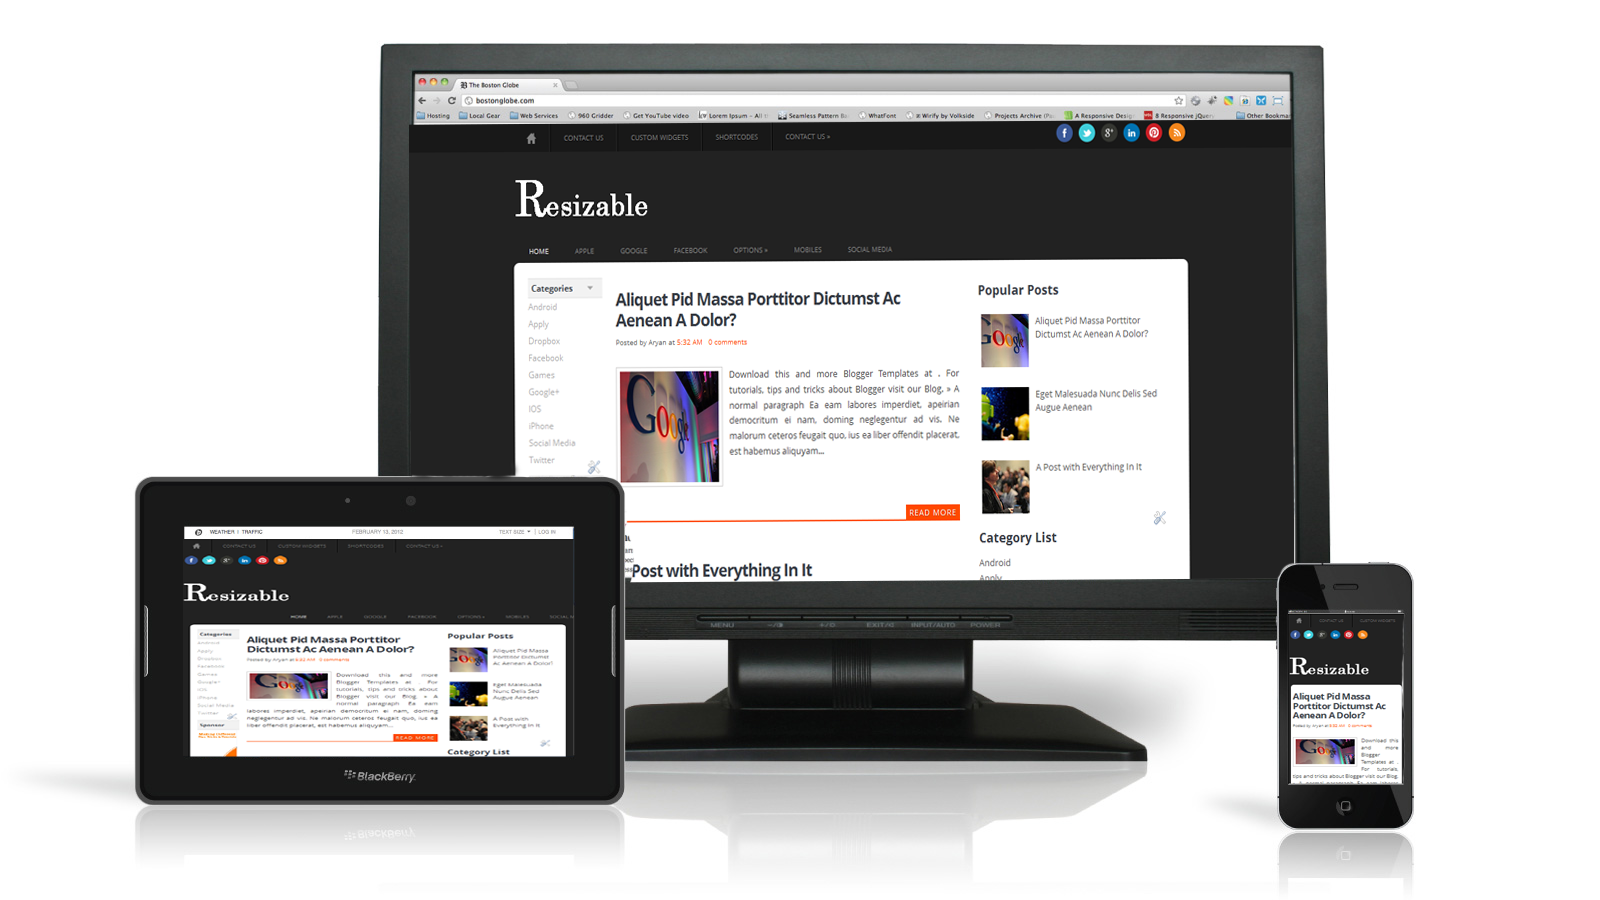 The Boston Globe
bostonglobe.com
Hosting Local Gear Web Services 960 Gridder Get YouTube video Lorem Ipsum – All Seamless Pattern WhatFont Wirify by Volkside Projects Archive A Responsive Design 8 Responsive jQuery Other Bookmar
CONTACT US CUSTOM WIDGETS SHORTCODES CONTACT US »
Resizable
HOME APPLE GOOGLE FACEBOOK OPTIONS » MOBILES SOCIAL MEDIA
Categories
Android
Apply
Dropbox
Facebook
Games
Google+
IOS
iPhone
Social Media
Twitter
Aliquet Pid Massa Porttitor Dictumst Ac
Aenean A Dolor?
Posted by Aryan at 5:32 AM 0 comments
Google
Download this and more Blogger Templates at . For
tutorials, tips and tricks about Blogger visit our Blog. » A
normal paragraph Ea eam labores imperdiet, apeirian
democritum ei nam, doming neglegentur ad vis. Ne
malorum ceteros feugait quo, ius ea liber offendit placerat,
est habemus aliquyam...
READ MORE
Post with Everything In It
Popular Posts
Google
Aliquet Pid Massa Porttitor
Dictumst Ac Aenean A Dolor?
Eget Malesuada Nunc Delis Sed
Augue Aenean
A Post with Everything In It
Category List
Android
Apply
MENU EXIT/ INPUT/AUTO POWER
WEATHER | TRAFFIC FEBRUARY 13, 2012 TEXT SIZE | LOG IN
CONTACT US CUSTOM WIDGETS SHORTCODES CONTACT US »
Resizable
HOME APPLE GOOGLE FACEBOOK OPTIONS » MOBILES SOCIAL
Categories
Android
Apply
Dropbox
Facebook
Games
Google+
IOS
iPhone
Social Media
Twitter
Sponsor
Aliquet Pid Massa Porttitor
Dictumst Ac Aenean A Dolor?
Posted by Aryan at 5:32 AM 0 comments
Google
Download this and more
Blogger Templates at . For
tutorials, tips and tricks about
Blogger visit our Blog. » A
normal paragraph Ea eam
labores imperdiet, apeirian democritum ei nam, doming
neglegentur ad vis. Ne malorum ceteros feugait quo, ius ea
liber offendit placerat, est habemus aliquyam...
READ MORE
Popular Posts
Google
Aliquet Pid Massa
Porttitor Dictumst
Ac Aenean A Dolor?
Eget Malesuada
Nunc Delis Sed
Augue Aenean
A Post with
Everything In It
Category List
BlackBerry
CONTACT US CUSTOM WIDGETS
Resizable
Aliquet Pid Massa
Porttitor Dictumst Ac
Aenean A Dolor?
Posted by Aryan at 5:32 AM 0 comments
Google
Download this and
more Blogger
Templates at .
For tutorials,
tips and tricks about Blogger visit our Blog.